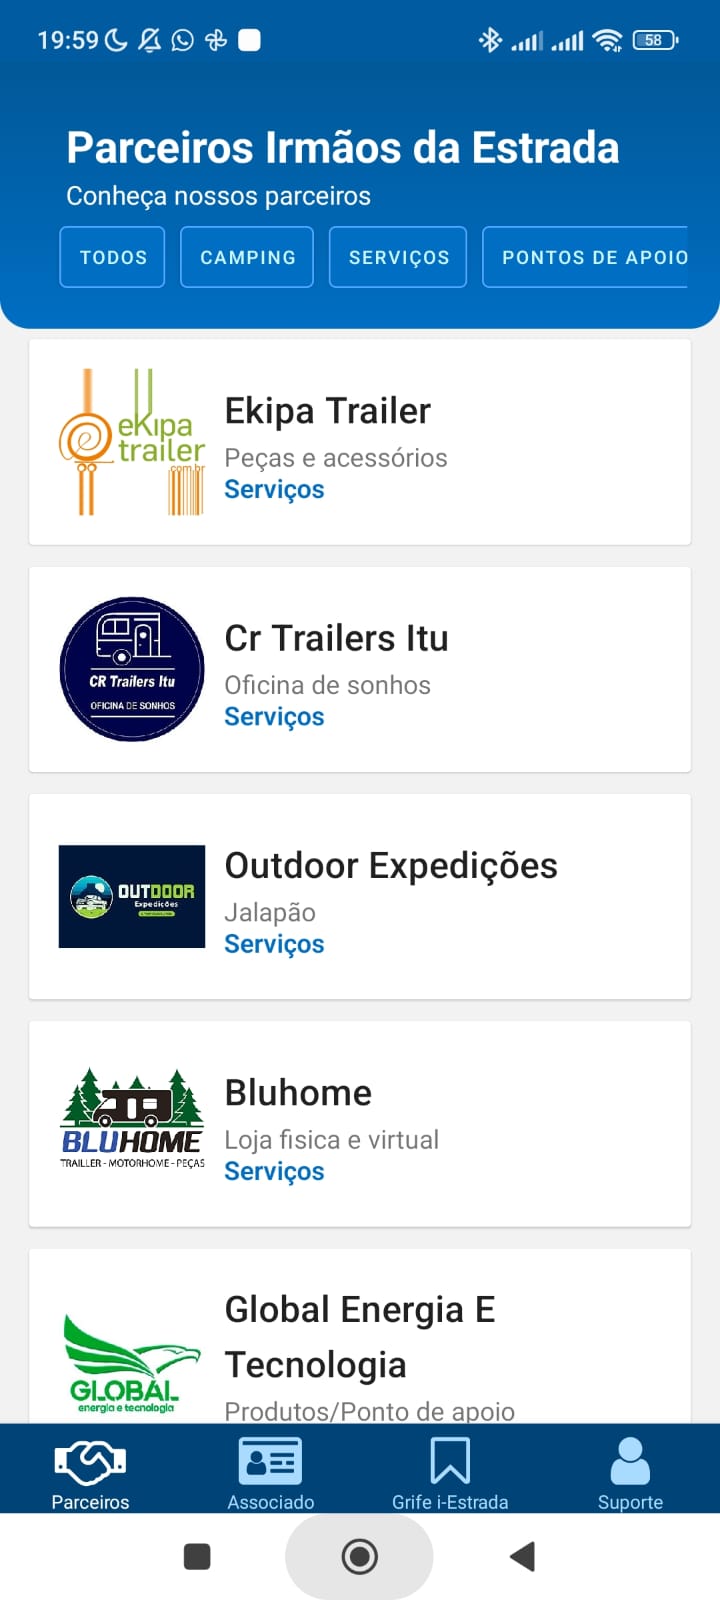 19:59
58
Parceiros Irmãos da Estrada
Conheça nossos parceiros
TODOS
CAMPING
SERVIÇOS
PONTOS DE APOIO
ekipa
trailer
.com.br
Ekipa Trailer
Peças e acessórios
Serviços
CR Trailers Itu
OFICINA DE SONHOS
Cr Trailers Itu
Oficina de sonhos
Serviços
OUTDOOR
Expedições
Outdoor Expedições
Jalapão
Serviços
BLUHOME
TRAILLER - MOTORHOME - PEÇAS
Bluhome
Loja fisica e virtual
Serviços
GLOBAL
energia e tecnologia
Global Energia E
Tecnologia
Produtos/Ponto de apoio
Parceiros
Associado
Grife i-Estrada
Suporte